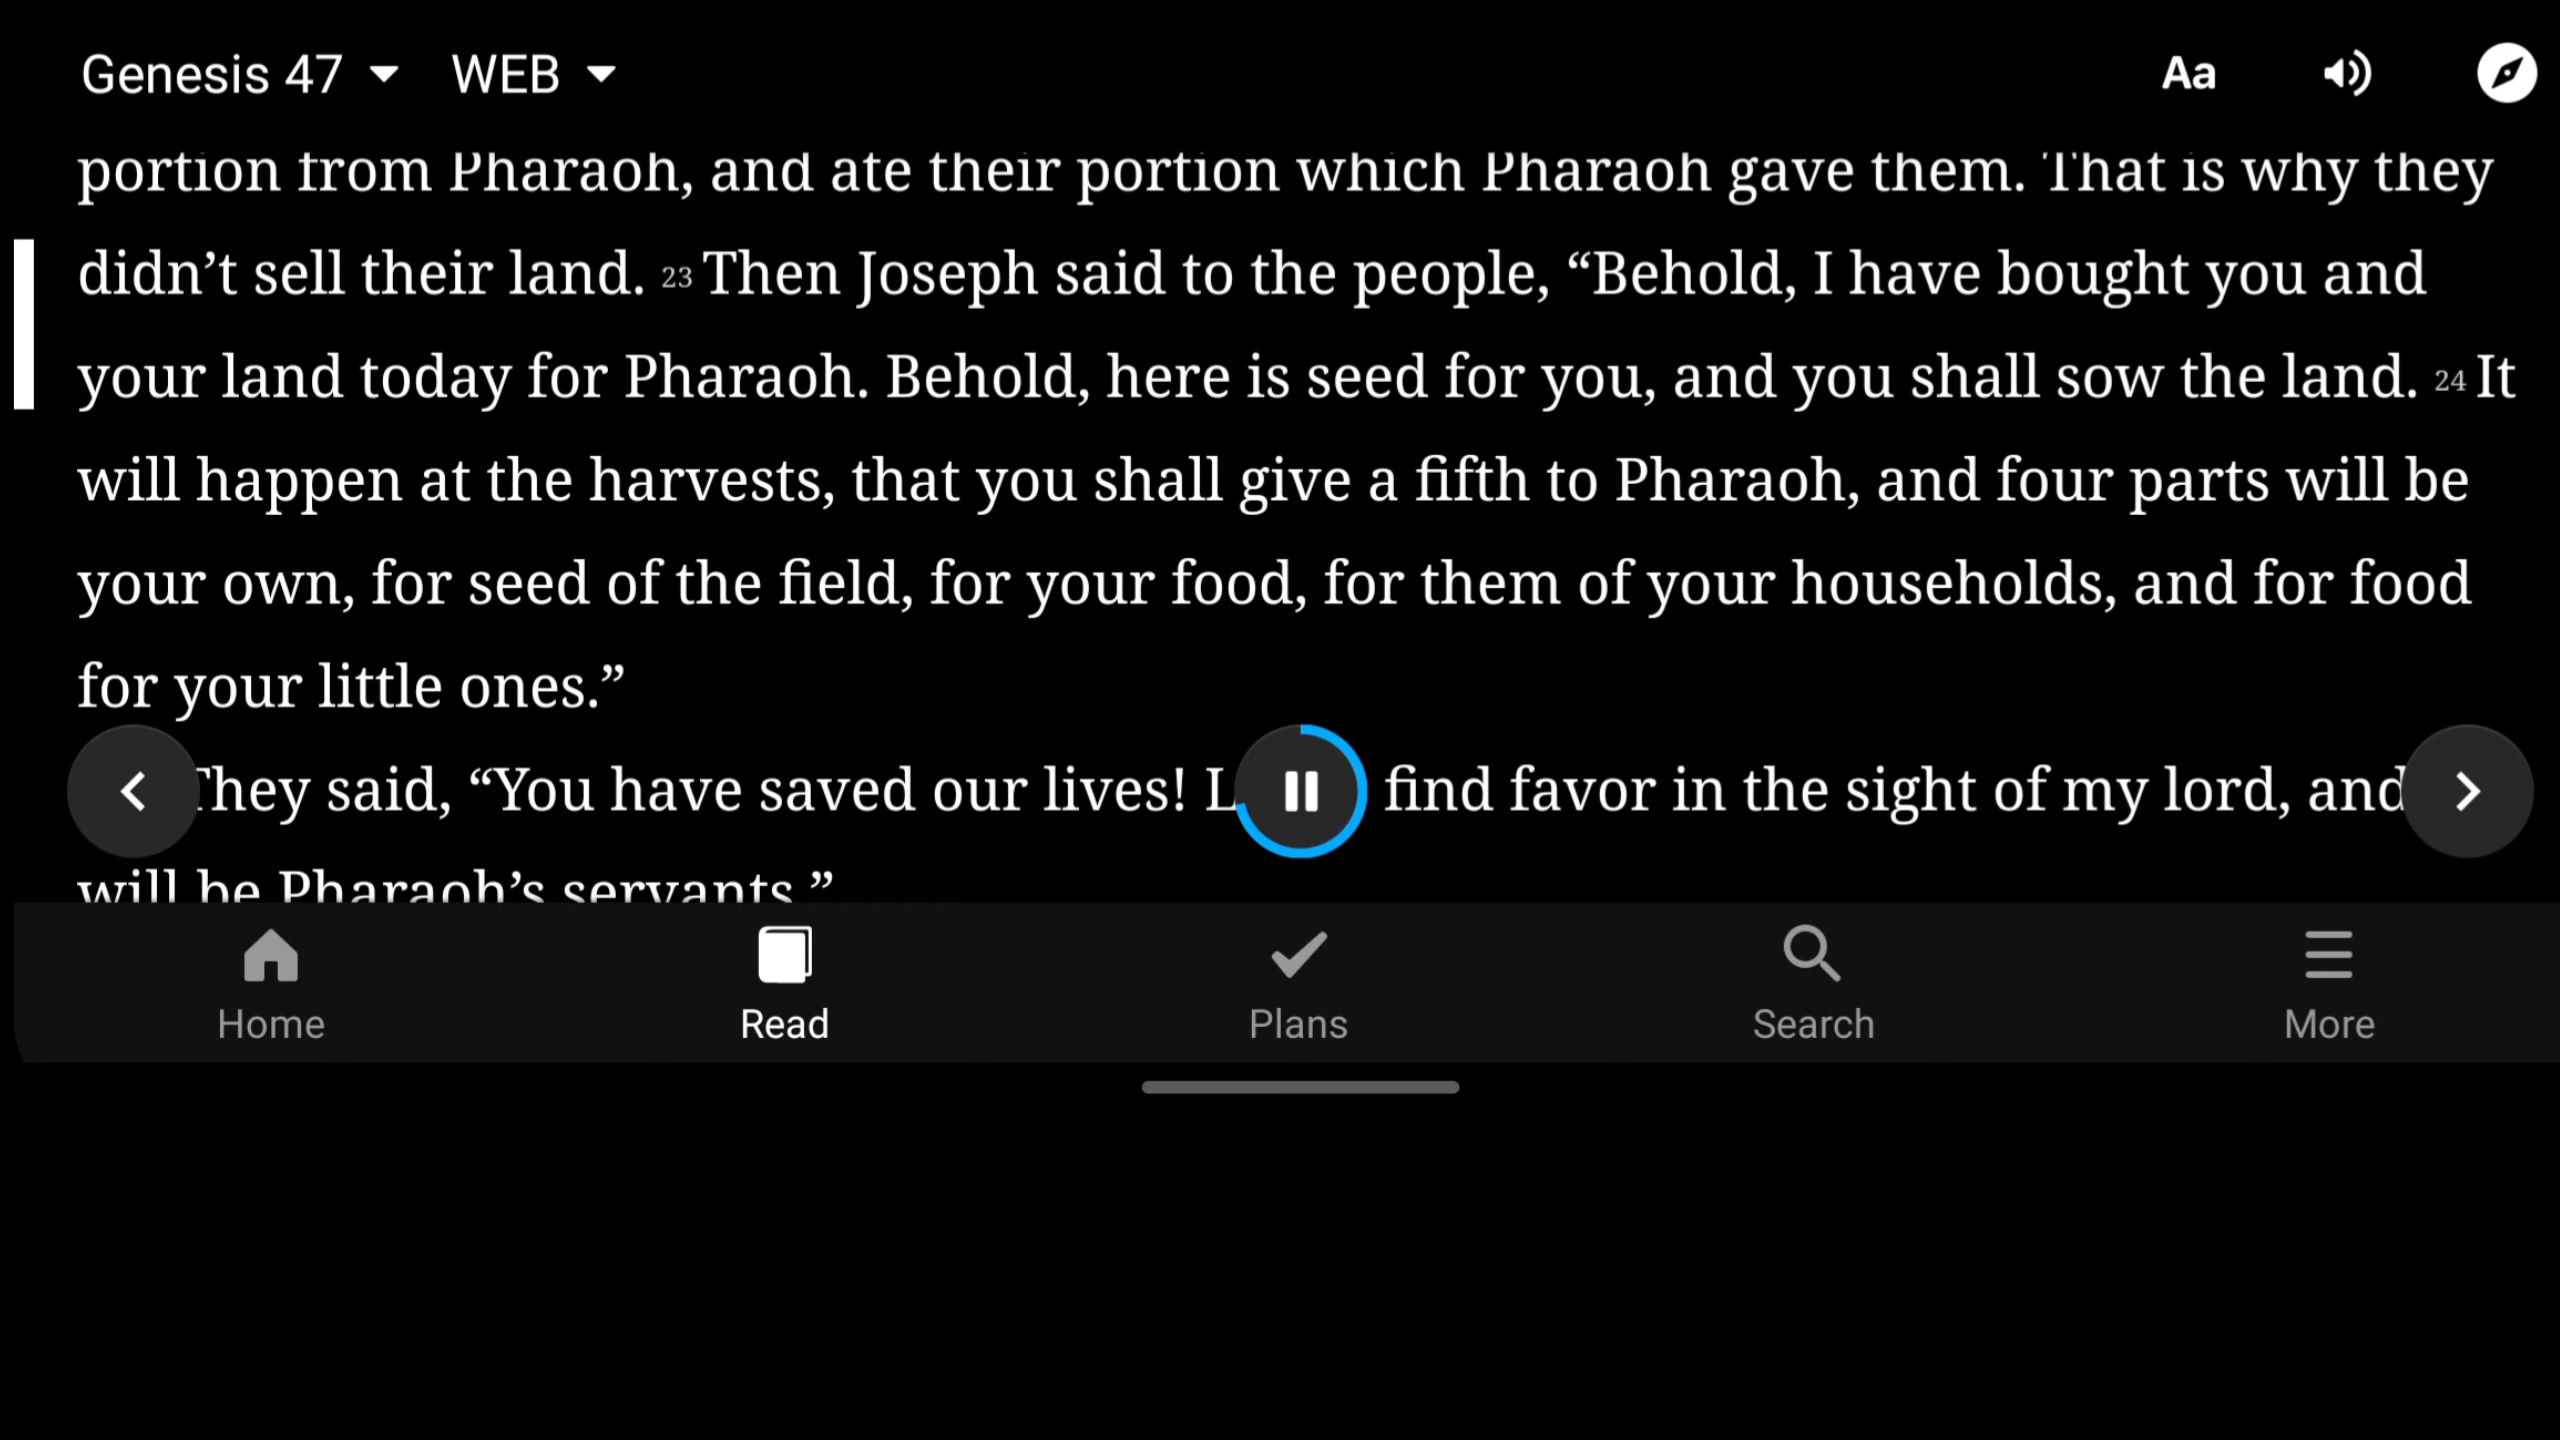 Genesis 47 WEB Aa
portion from Pharaoh, and ate their portion which Pharaoh gave them. That is why they
didn’t sell their land. 23 Then Joseph said to the people, “Behold, I have bought you and
your land today for Pharaoh. Behold, here is seed for you, and you shall sow the land. 24 It
will happen at the harvests, that you shall give a fifth to Pharaoh, and four parts will be
your own, for seed of the field, for your food, for them of your households, and for food
for your little ones.”
They said, “You have saved our lives! find favor in the sight of my lord, and
will be Pharaoh’s servants.”
Home Read Plans Search More